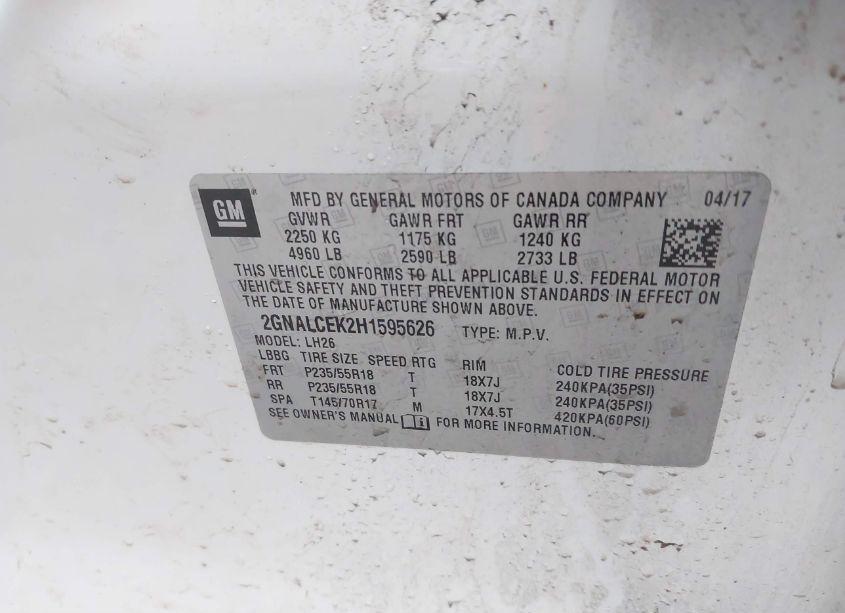 GM MFD BY GENERAL MOTORS OF CANADA COMPANY 04/17
GVWR GAWR FRT GAWR RR
2250 KG 1175 KG 1240 KG
4960 LB 2590 LB 2733 LB
THIS VEHICLE CONFORMS TO ALL APPLICABLE U.S. FEDERAL MOTOR
VEHICLE SAFETY AND THEFT PREVENTION STANDARDS IN EFFECT ON
THE DATE OF MANUFACTURE SHOWN ABOVE.
2GNALCEK2H1595626 TYPE: M.P.V.
MODEL: LH26
LBBG TIRE SIZE SPEED RTG RIM COLD TIRE PRESSURE
FRT P235/55R18 T 18X7J 240KPA(35PSI)
RR P235/55R18 T 18X7J 240KPA(35PSI)
SPA T145/70R17 M 17X4.5T 420KPA(60PSI)
SEE OWNER'S MANUAL FOR MORE INFORMATION.